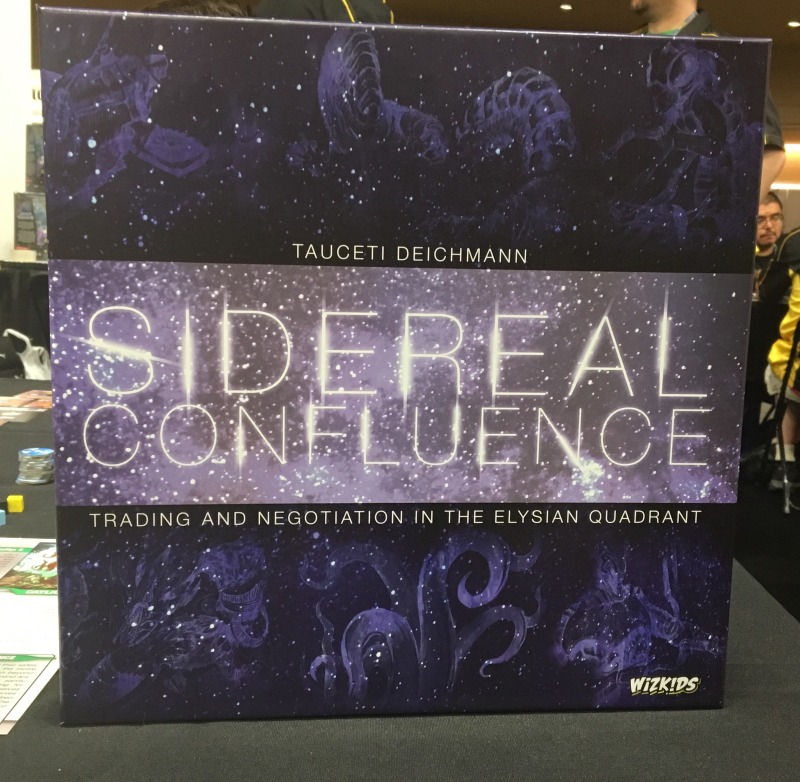 TAUCETI DEICHMANN
SIDEREAL
CONFLUENCE
TRADING AND NEGOTIATION IN THE ELYSIAN QUADRANT
WIZKIDS